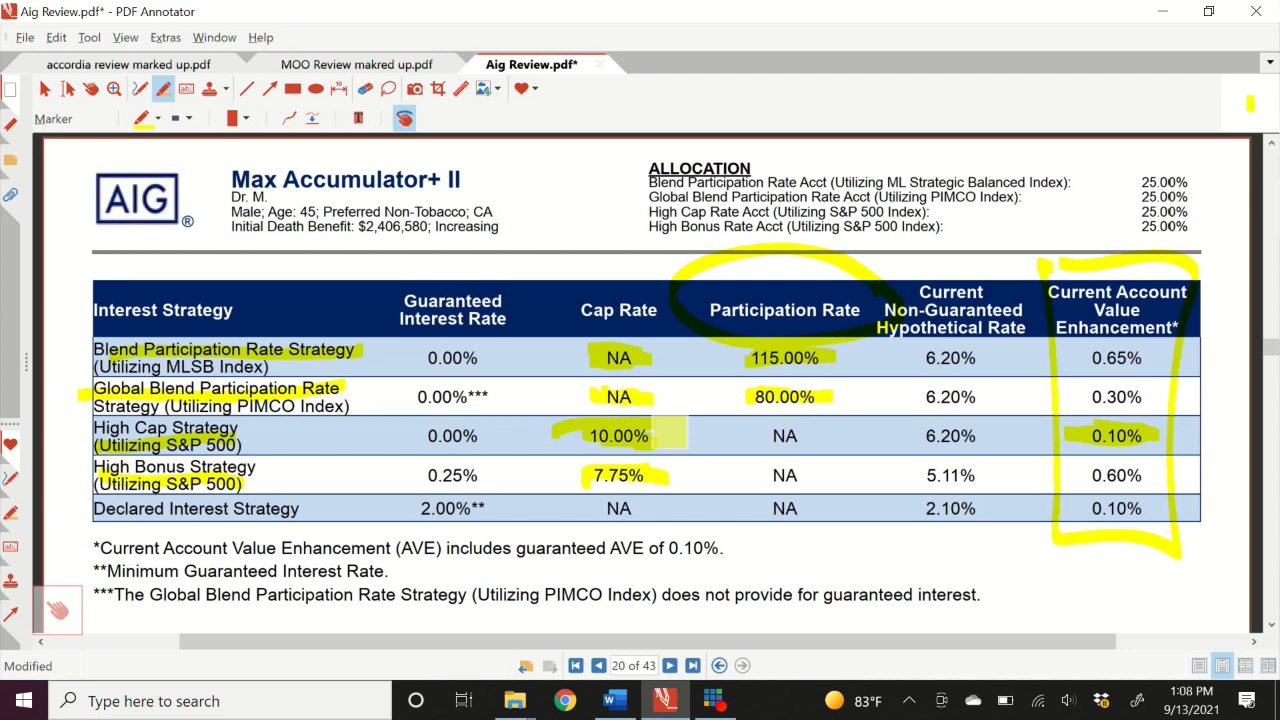 Aig Review.pdf* - PDF Annotator
File Edit Tool View Extras Window Help
accordia review marked up.pdf MOO Review makred up.pdf Aig Review.pdf*
Marker
AIG ®
Max Accumulator+ II
Dr. M.
Male; Age: 45; Preferred Non-Tobacco; CA
Initial Death Benefit: $2,406,580; Increasing
ALLOCATION
Blend Participation Rate Acct (Utilizing ML Strategic Balanced Index): 25.00%
Global Blend Participation Rate Acct (Utilizing PIMCO Index): 25.00%
High Cap Rate Acct (Utilizing S&P 500 Index): 25.00%
High Bonus Rate Acct (Utilizing S&P 500 Index): 25.00%
Interest Strategy
Guaranteed
Interest Rate
Cap Rate
Participation Rate
Current
Non-Guaranteed
Hypothetical Rate
Current Account
Value
Enhancement*
Blend Participation Rate Strategy
(Utilizing MLSB Index) 0.00% NA 115.00% 6.20% 0.65%
Global Blend Participation Rate
Strategy (Utilizing PIMCO Index) 0.00%*** NA 80.00% 6.20% 0.30%
High Cap Strategy
(Utilizing S&P 500) 0.00% 10.00% NA 6.20% 0.10%
High Bonus Strategy
(Utilizing S&P 500) 0.25% 7.75% NA 5.11% 0.60%
Declared Interest Strategy 2.00%** NA NA 2.10% 0.10%
*Current Account Value Enhancement (AVE) includes guaranteed AVE of 0.10%.
**Minimum Guaranteed Interest Rate.
***The Global Blend Participation Rate Strategy (Utilizing PIMCO Index) does not provide for guaranteed interest.
Modified
20 of 43
Type here to search
83°F
1:08 PM
9/13/2021